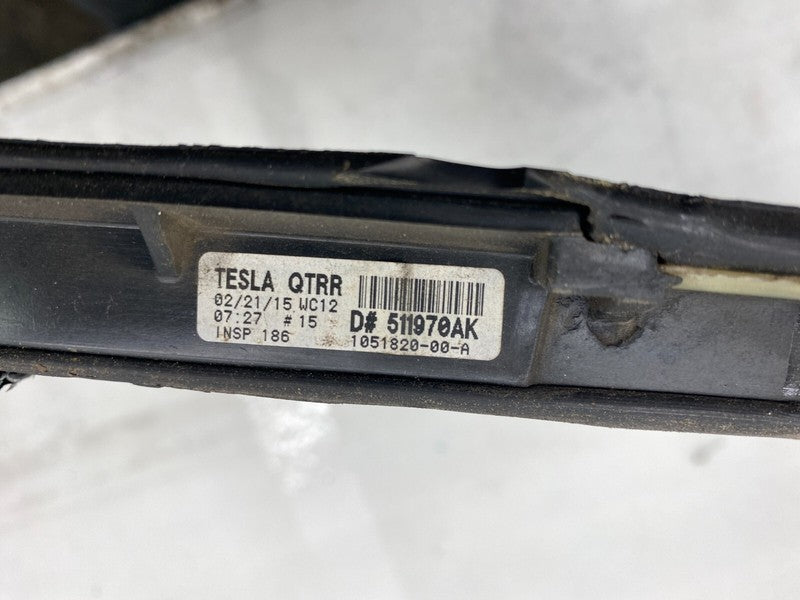 TESLA QTRR
02/21/15 WC12
07:27 #15 D# 511970AK
INSP 186 1051820-00-A